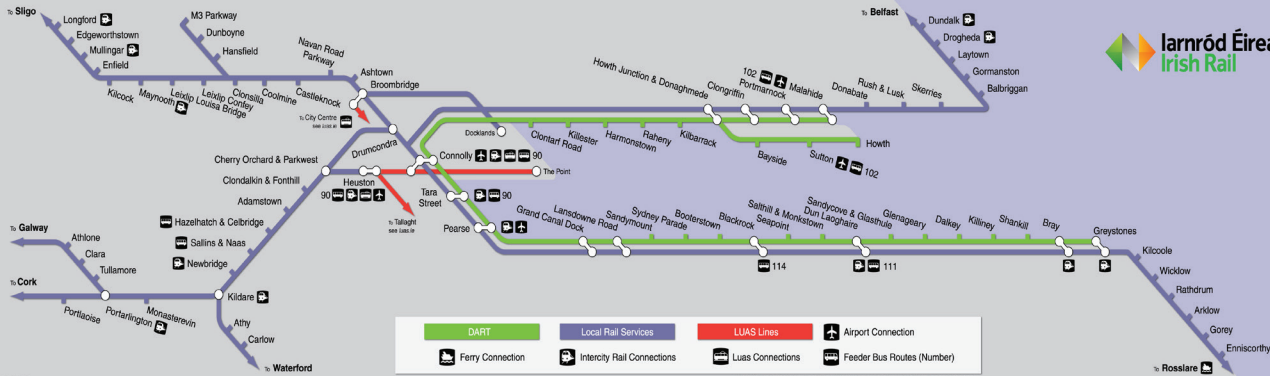 To Sligo
Longford
Edgeworthstown
Mullingar
Enfield
Kilcock
Maynooth
Leixlip Louisa Bridge
Leixlip Confey
Clonsilla
Coolmine
Castleknock
M3 Parkway
Dunboyne
Hansfield
Navan Road
Parkway
Ashtown
Broombridge
To City Centre
see luas.ie
Docklands
Drumcondra
Connolly 90
The Point
Cherry Orchard & Parkwest
Heuston
90
Clondalkin & Fonthill
Adamstown
Hazelhatch & Celbridge
Sallins & Naas
Newbridge
Kildare
To Tallaght
see luas.ie
Tara
Street
90
Pearse
To Galway
Athlone
Clara
Tullamore
To Cork
Portlaoise
Portarlington
Monasterevin
Athy
Carlow
To Waterford
To Belfast
Dundalk
Drogheda
Laytown
Gormanston
Balbriggan
Skerries
Rush & Lusk
Donabate
Malahide
102
Portmarnock
Clongriffin
Howth Junction & Donaghmede
Clontarf Road
Killester
Harmonstown
Raheny
Kilbarrack
Bayside
Sutton
102
Howth
Grand Canal Dock
Lansdowne Road
Sandymount
Sydney Parade
Booterstown
Blackrock
114
Seapoint
Salthill & Monkstown
Dun Laoghaire
111
Sandycove & Glasthule
Glenageary
Dalkey
Killiney
Shankill
Bray
Greystones
Kilcoole
Wicklow
Rathdrum
Arklow
Gorey
Enniscorthy
To Rosslare
Iarnród Éirea
Irish Rail
DART
Local Rail Services
LUAS Lines
Airport Connection
Ferry Connection
Intercity Rail Connections
Luas Connections
Feeder Bus Routes (Number)